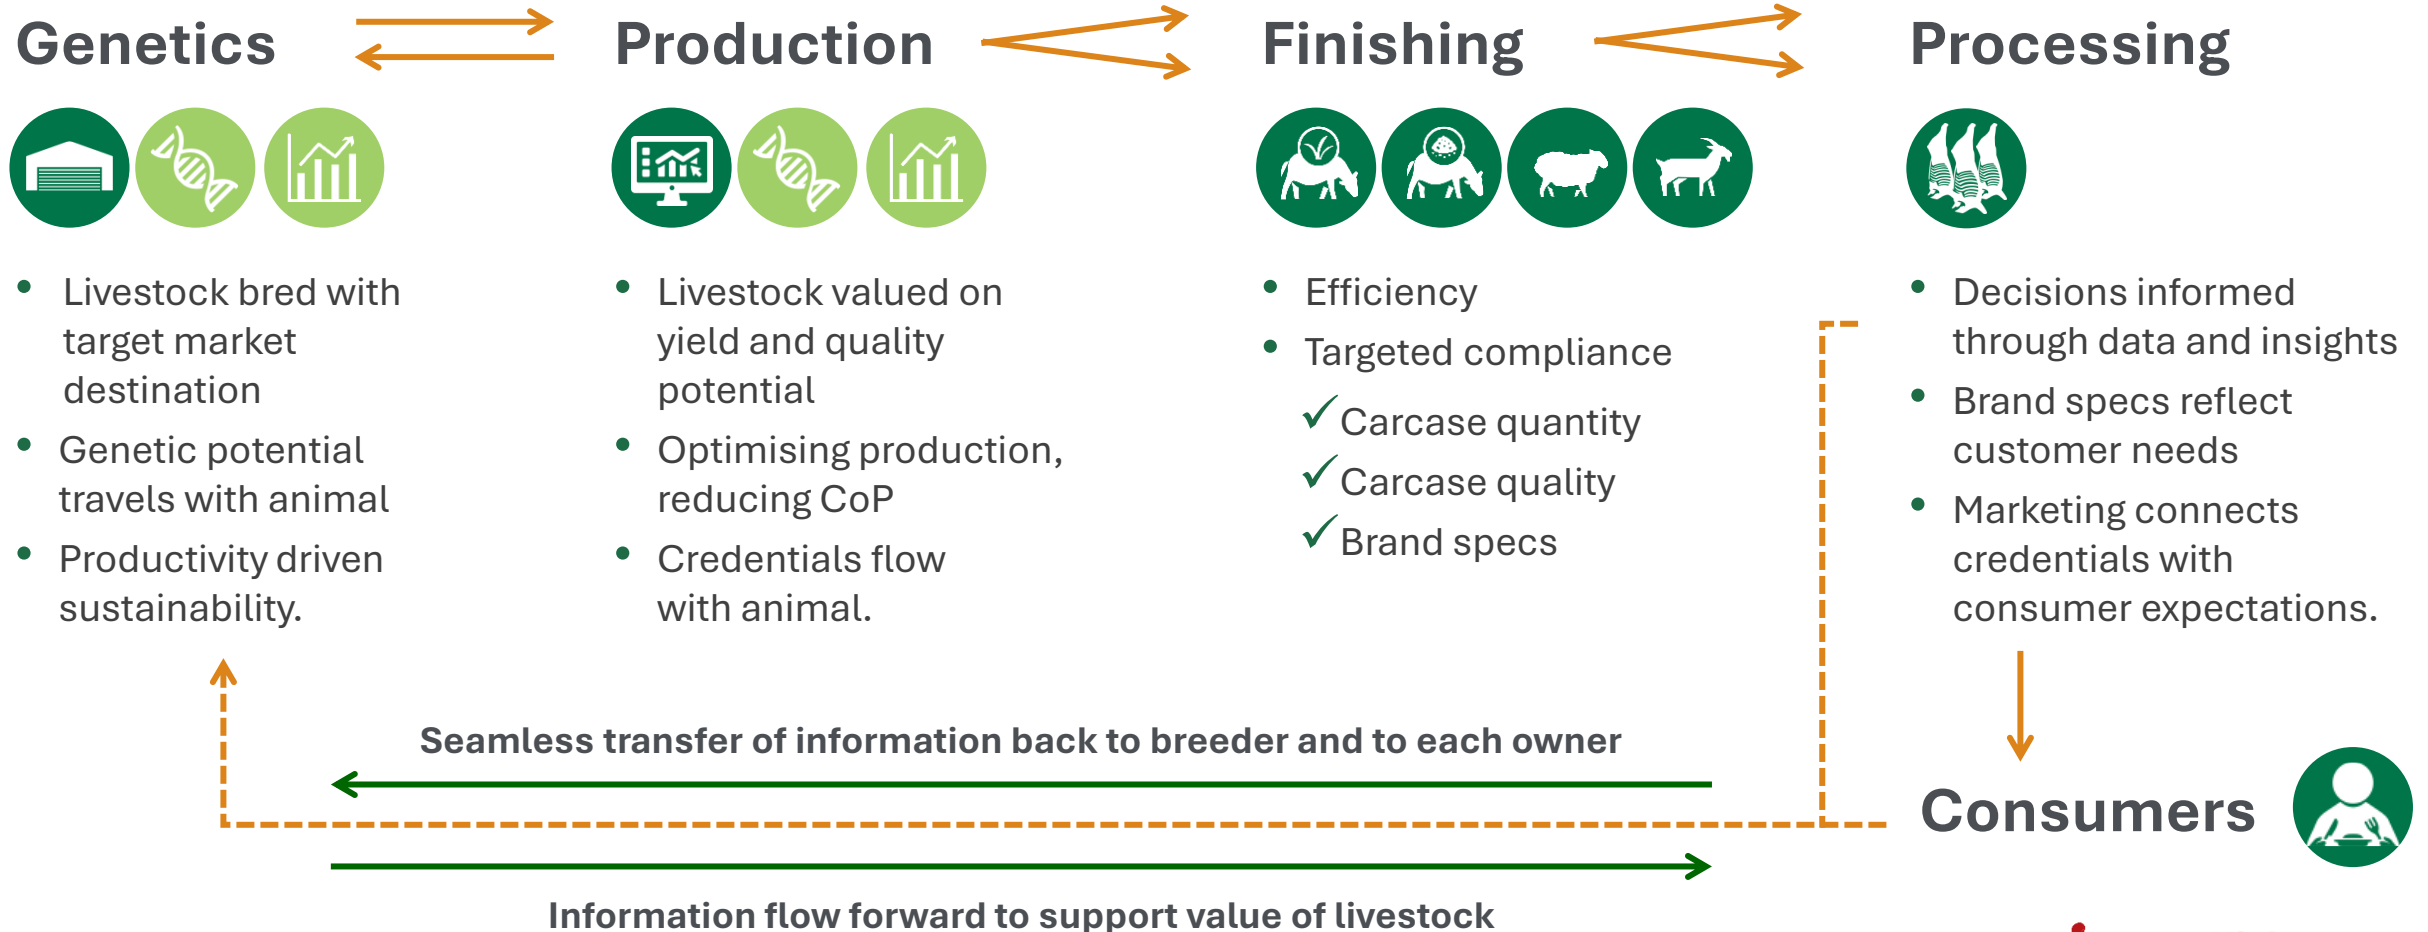 Genetics
Production
Finishing
Processing
• Livestock bred with
target market
destination
• Genetic potential
travels with animal
• Productivity driven
sustainability.
• Livestock valued on
yield and quality
potential
• Optimising production,
reducing CoP
• Credentials flow
with animal.
• Efficiency
• Targeted compliance
✓ Carcase quantity
✓ Carcase quality
✓ Brand specs
• Decisions informed
through data and insights
• Brand specs reflect
customer needs
• Marketing connects
credentials with
consumer expectations.
Seamless transfer of information back to breeder and to each owner
Consumers
Information flow forward to support value of livestock